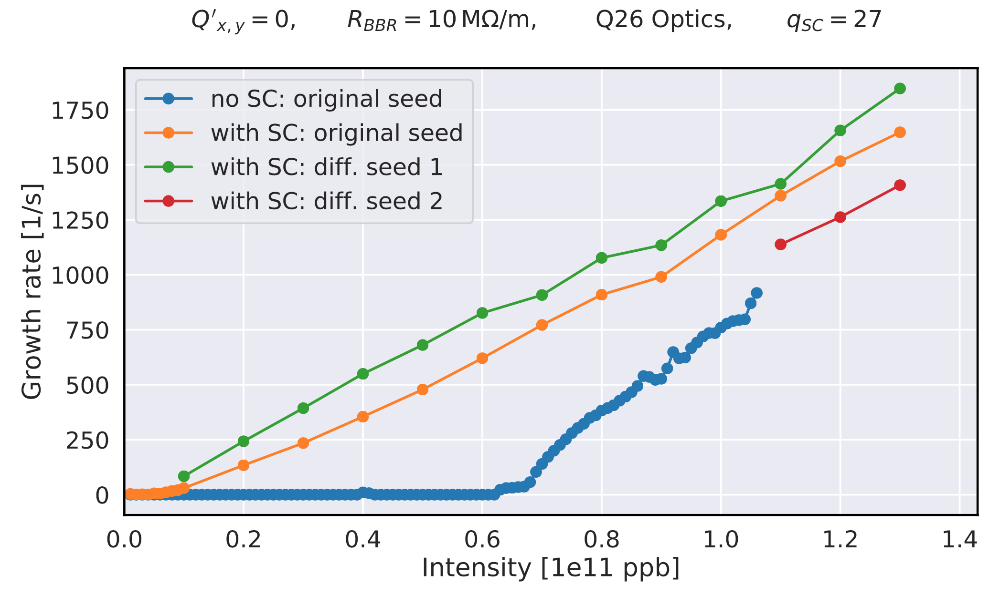 Q′x, y = 0, R_BBR = 10 MΩ/m, Q26 Optics, q_SC = 27
no SC: original seed
with SC: original seed
with SC: diff. seed 1
with SC: diff. seed 2
Growth rate [1/s]
1750
1500
1250
1000
750
500
250
0
0.0 0.2 0.4 0.6 0.8 1.0 1.2 1.4
Intensity [1e11 ppb]